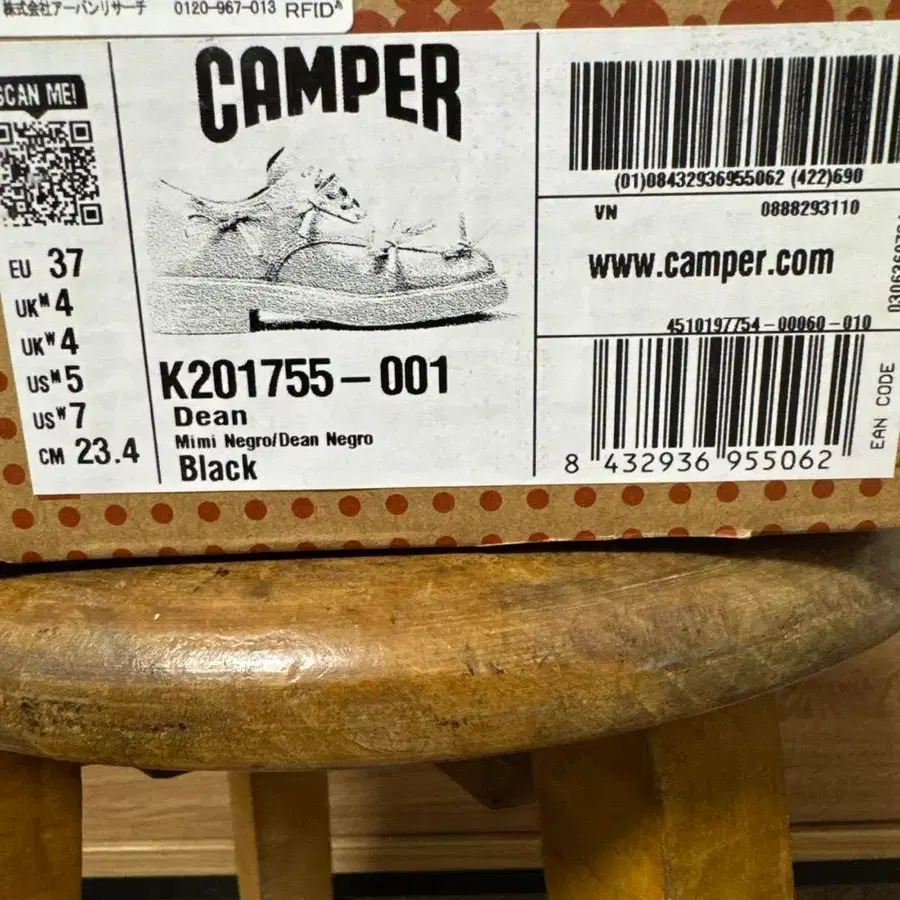 株式会社アーバンリサーチ 0120-967-013 RFID
SCAN ME!
CAMPER
EU 37
UKM 4
UKW 4
USM 5
USW 7
CM 23.4
K201755-001
Dean
Mimi Negro/Dean Negro
Black
(01)08432936955062 (422)690
VN 0888293110
www.camper.com
4510197754-00060-010
8 432936 955062
EAN CODE